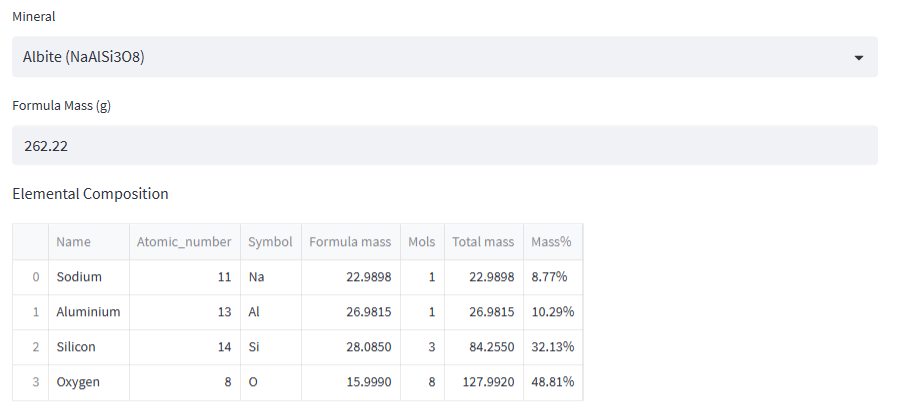 Mineral
Albite (NaAlSi3O8)
Formula Mass (g)
262.22
Elemental Composition
Name Atomic_number Symbol Formula mass Mols Total mass Mass%
0 Sodium 11 Na 22.9898 1 22.9898 8.77%
1 Aluminium 13 Al 26.9815 1 26.9815 10.29%
2 Silicon 14 Si 28.0850 3 84.2550 32.13%
3 Oxygen 8 O 15.9990 8 127.9920 48.81%